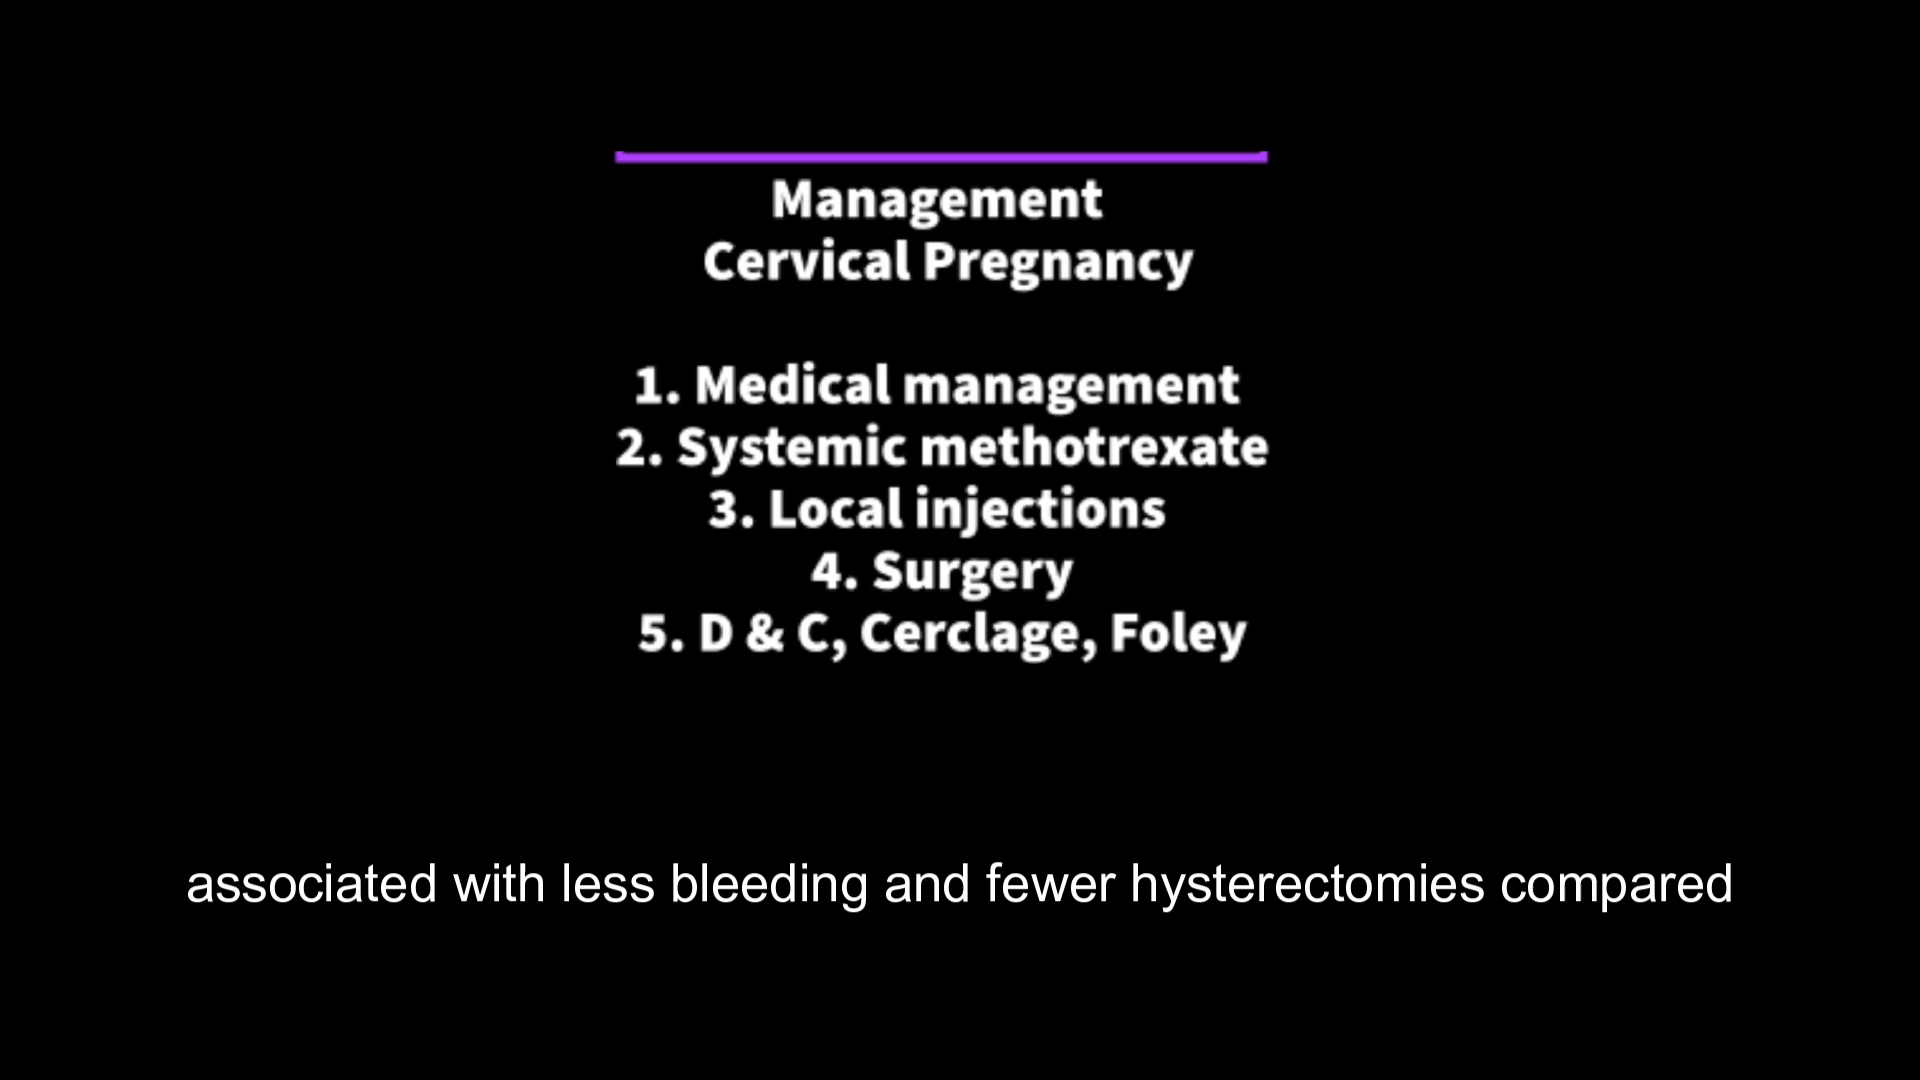 Management
Cervical Pregnancy
1. Medical management
2. Systemic methotrexate
3. Local injections
4. Surgery
5. D & C, Cerclage, Foley
associated with less bleeding and fewer hysterectomies compared